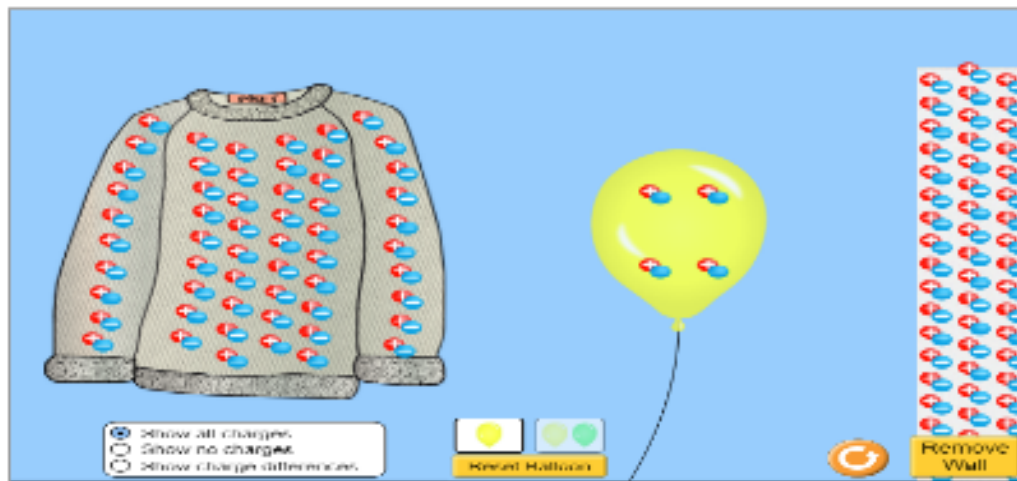 Show all charges
Show no charges
Show charge differences
Reset Balloon
Remove
Wall